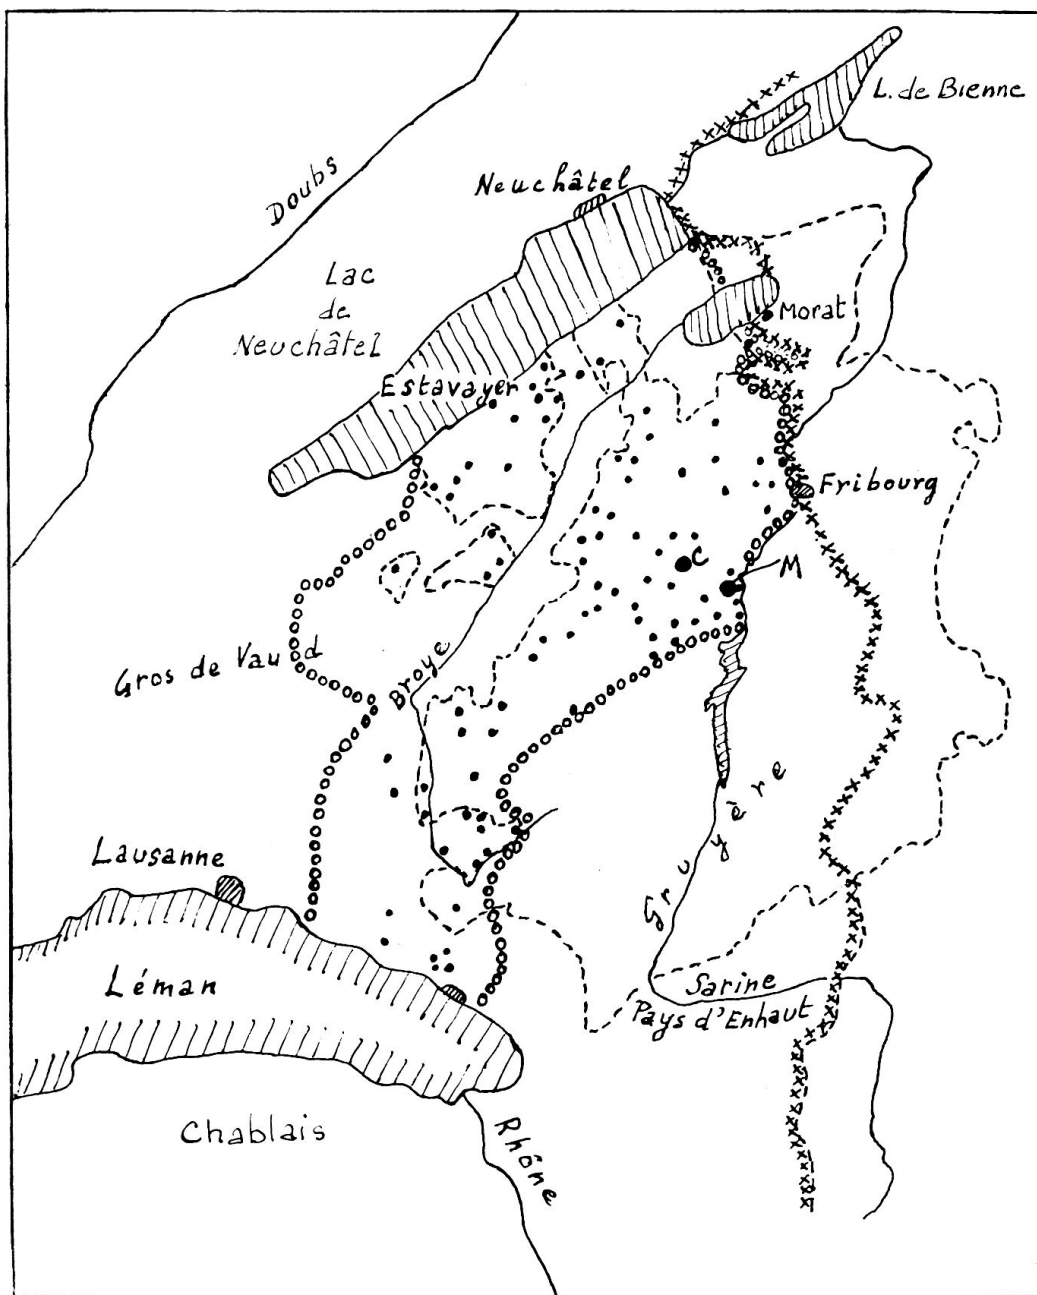 L. de Bienne
Doubs
Neuchâtel
Lac
de
Neuchâtel
Morat
Estavayer
Fribourg
C
M
Gros de Vaud
Broye
Gruyère
Lausanne
Léman
Sarine
Pays d'Enhaut
Chablais
Rhône